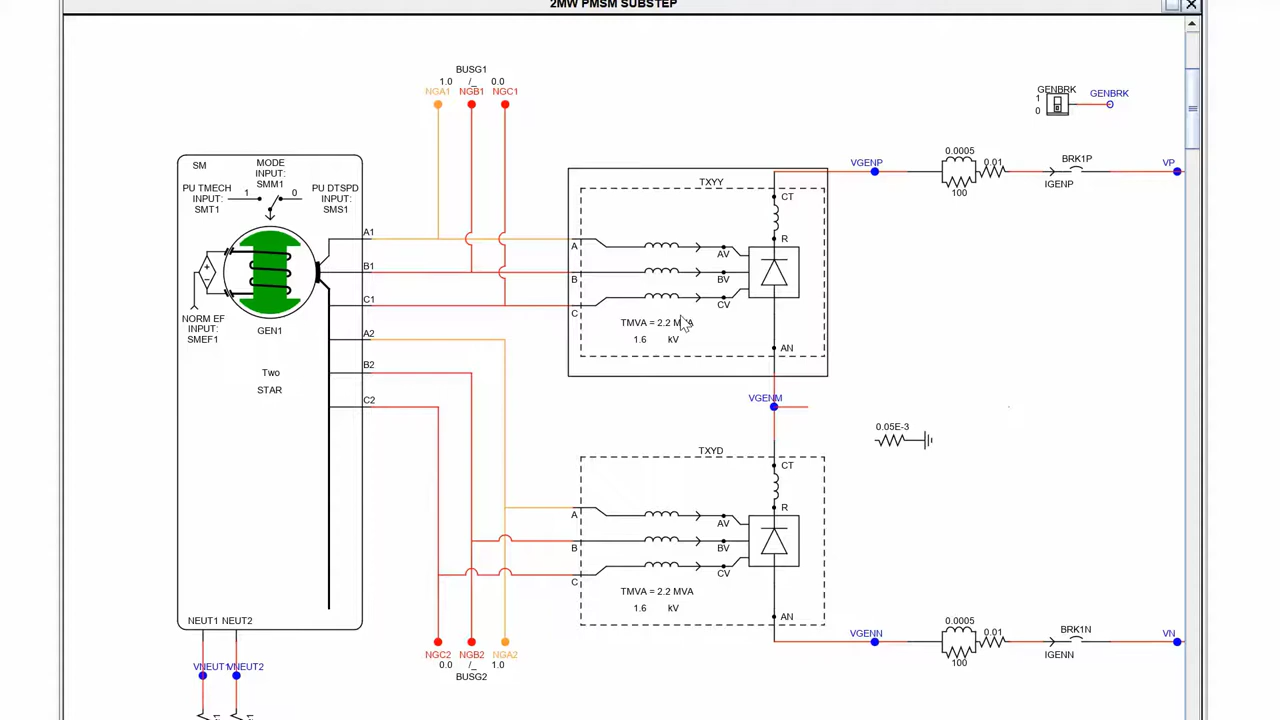 2MW PMSM SUBSTEP
BUSG1
1.0 /_ 0.0
NGA1 NGB1 NGC1
GENBRK
1
0
GENBRK
SM
MODE
INPUT:
SMM1
PU TMECH
INPUT:
SMT1
1 0
PU DTSPD
INPUT:
SMS1
A1
B1
C1
A2
B2
C2
NORM EF
INPUT:
SMEF1
GEN1
Two
STAR
NEUT1 NEUT2
VNEUT2
TXYY
CT
R
A
B
C
AV
BV
CV
TMVA = 2.2
1.6 kV
AN
VGENP
0.0005
0.01
100
BRK1P
IGENP
VP
VGENM
0.05E-3
TXYD
CT
R
A
B
C
AV
BV
CV
TMVA = 2.2 MVA
1.6 kV
AN
VGENN
0.0005
0.01
100
BRK1N
IGENN
VN
NGC2 NGB2 NGA2
0.0 /_ 1.0
BUSG2